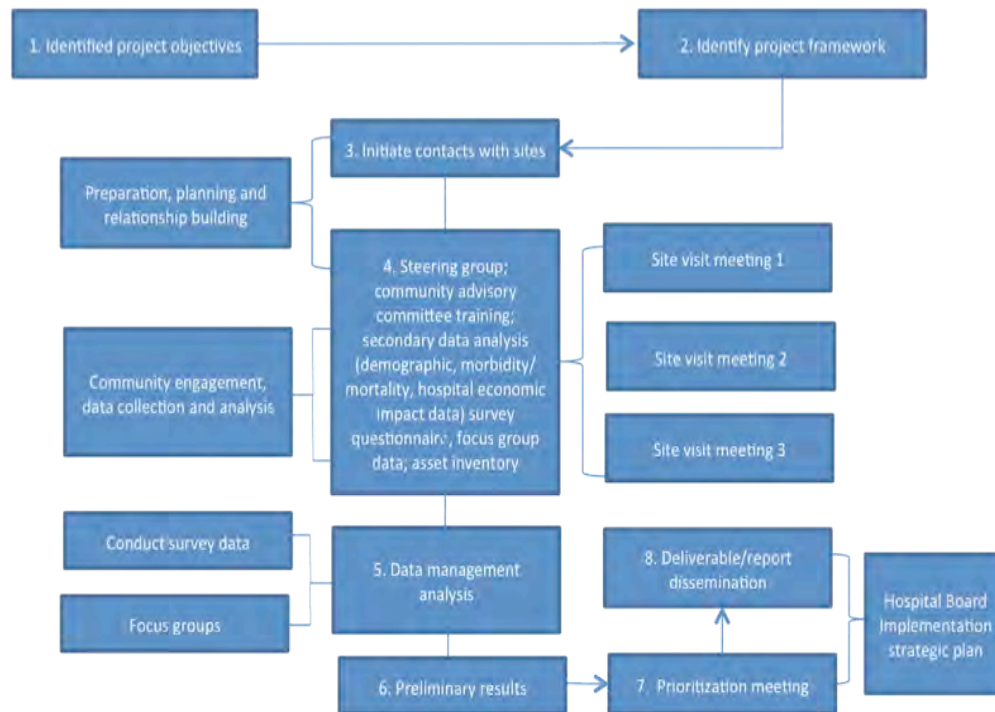 1. Identified project objectives
2. Identify project framework
3. Initiate contacts with sites
Preparation, planning and
relationship building
4. Steering group;
community advisory
committee training;
secondary data analysis
(demographic, morbidity/
mortality, hospital economic
impact data) survey
questionnaire, focus group
data; asset inventory
Site visit meeting 1
Site visit meeting 2
Site visit meeting 3
Community engagement,
data collection and analysis
Conduct survey data
Focus groups
5. Data management
analysis
6. Preliminary results
7. Prioritization meeting
8. Deliverable/report
dissemination
Hospital Board
Implementation
strategic plan